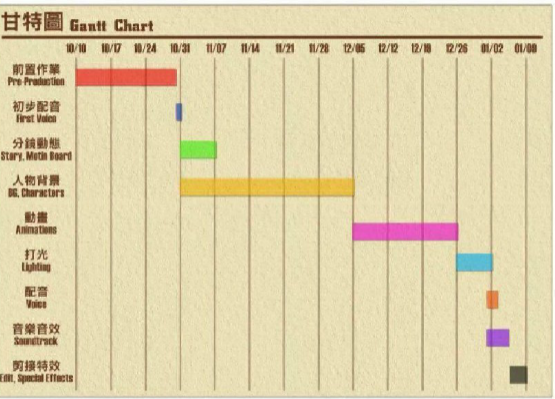 甘特圖 Gantt Chart
10/10 10/17 10/24 10/31 11/07 11/14 11/21 11/28 12/05 12/12 12/19 12/26 01/02 01/09
前置作業
Pre-Production
初步配音
First Voice
分鏡動態
Story, Motin Board
人物背景
BG, Characters
動畫
Animations
打光
Lighting
配音
Voice
音樂音效
Soundtrack
剪接特效
Edit, Special Effects